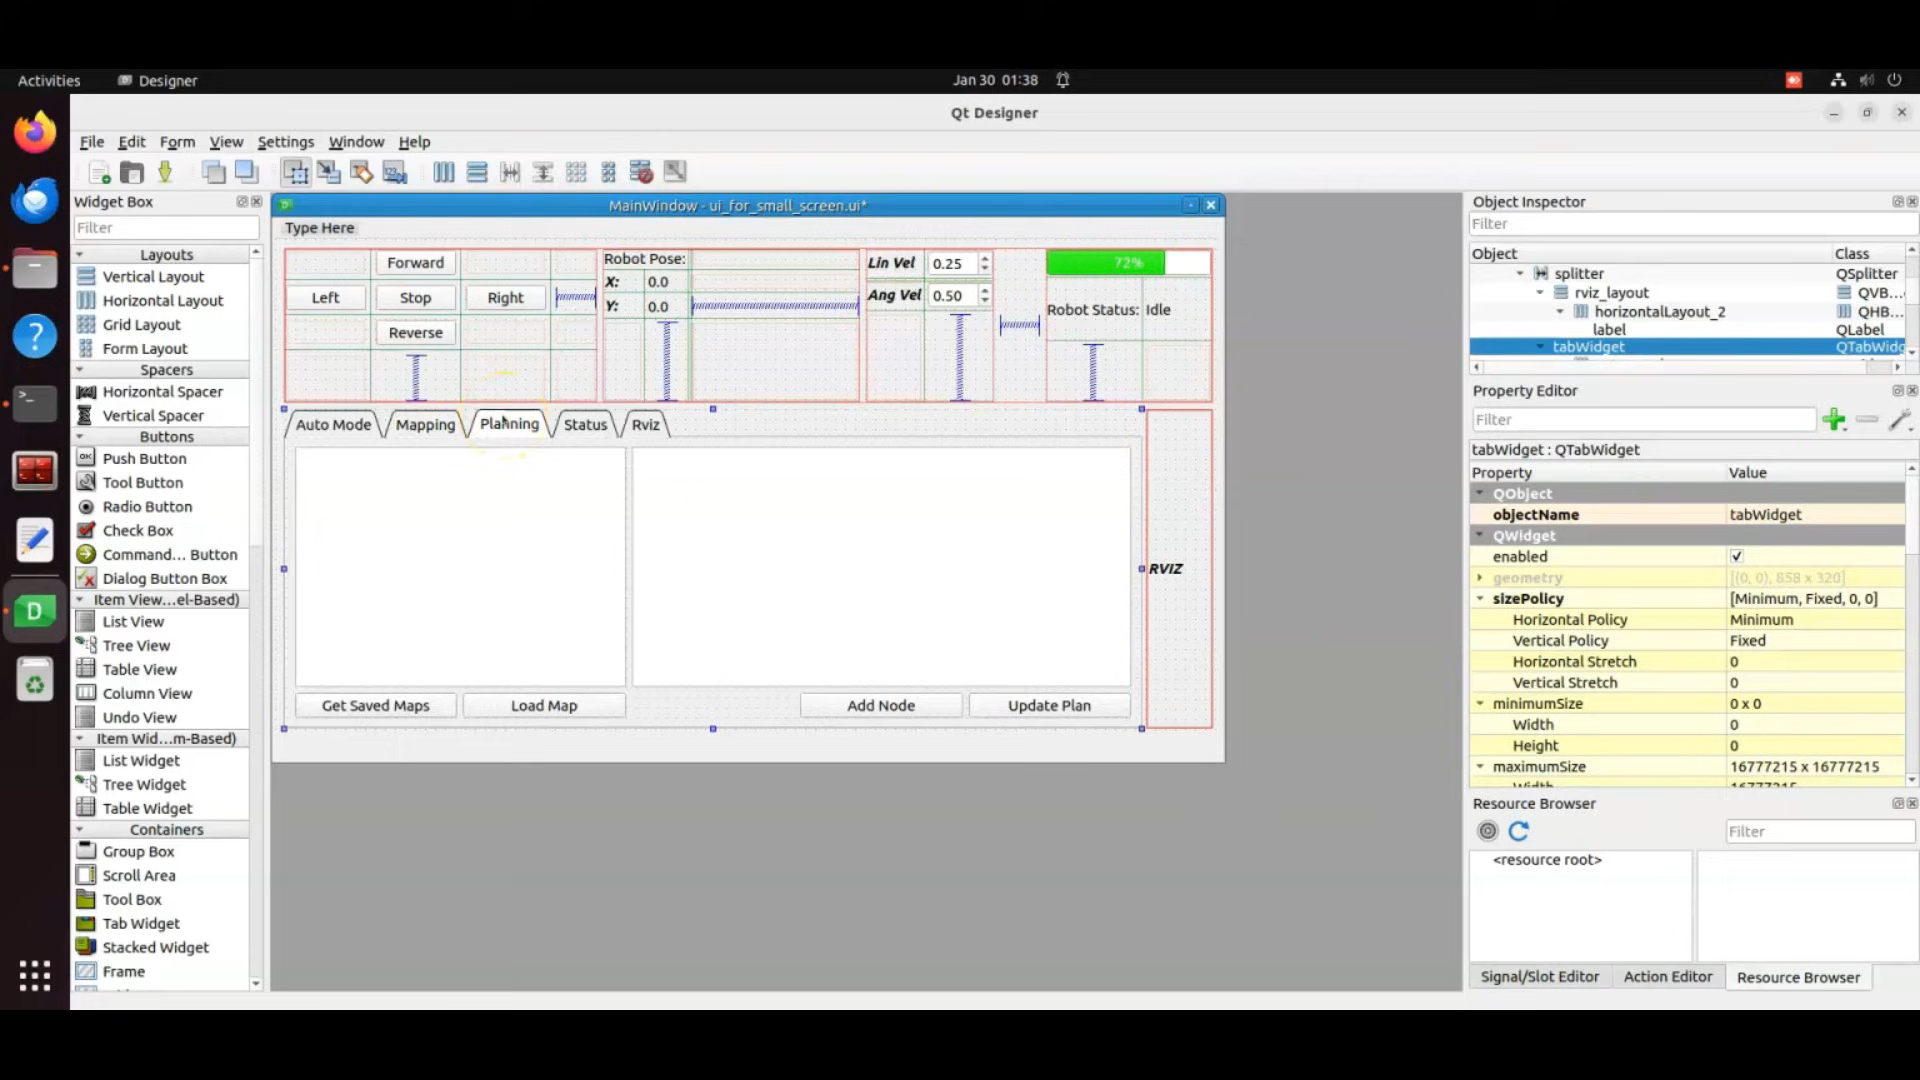 Activities Designer Jan 30 01:38
Qt Designer
File Edit Form View Settings Window Help
Widget Box
Filter
Layouts
Vertical Layout
Horizontal Layout
Grid Layout
Form Layout
Spacers
Horizontal Spacer
Vertical Spacer
Buttons
Push Button
Tool Button
Radio Button
Check Box
Command... Button
Dialog Button Box
Item View...el-Based)
List View
Tree View
Table View
Column View
Undo View
Item Wid...m-Based)
List Widget
Tree Widget
Table Widget
Containers
Group Box
Scroll Area
Tool Box
Tab Widget
Stacked Widget
Frame
MainWindow - ui_for_small_screen.ui*
Type Here
Forward
Left Stop Right
Reverse
Robot Pose:
X: 0.0
Y: 0.0
Lin Vel 0.25
Ang Vel 0.50
72%
Robot Status: Idle
Auto Mode Mapping Planning Status Rviz
RVIZ
Get Saved Maps Load Map Add Node Update Plan
Object Inspector
Filter
Object Class
splitter QSplitter
rviz_layout QVB...
horizontalLayout_2 QHB...
label QLabel
tabWidget QTabWidg
Property Editor
Filter
tabWidget : QTabWidget
Property Value
QObject
objectName tabWidget
QWidget
enabled
geometry [(0, 0), 858 x 320]
sizePolicy [Minimum, Fixed, 0, 0]
Horizontal Policy Minimum
Vertical Policy Fixed
Horizontal Stretch 0
Vertical Stretch 0
minimumSize 0 x 0
Width 0
Height 0
maximumSize 16777215 x 16777215
Width 16777215
Resource Browser
Filter
<resource root>
Signal/Slot Editor Action Editor Resource Browser